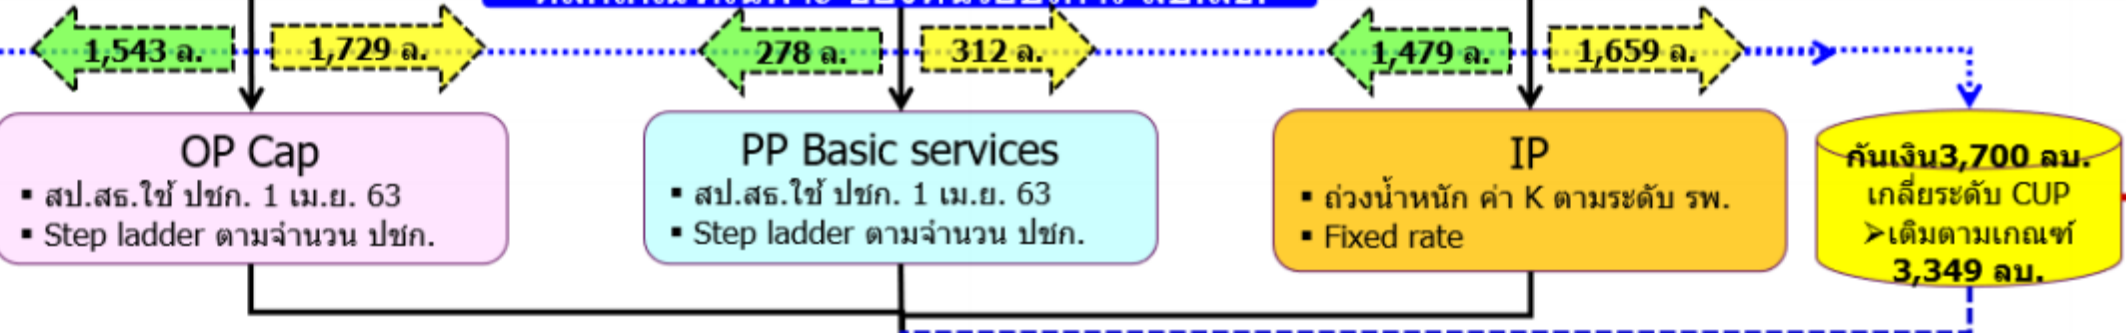 1,543 ล.
1,729 ล.
278 ล.
312 ล.
1,479 ล.
1,659 ล.
OP Cap
▪ สป.สธ.ใช้ ปชก. 1 เม.ย. 63
▪ Step ladder ตามจำนวน ปชก.
PP Basic services
▪ สป.สธ.ใช้ ปชก. 1 เม.ย. 63
▪ Step ladder ตามจำนวน ปชก.
IP
▪ ถ่วงน้ำหนัก ค่า K ตามระดับ รพ.
▪ Fixed rate
กันเงิน3,700 ลบ.
เกลี่ยระดับ CUP
➢เติมตามเกณฑ์
3,349 ลบ.